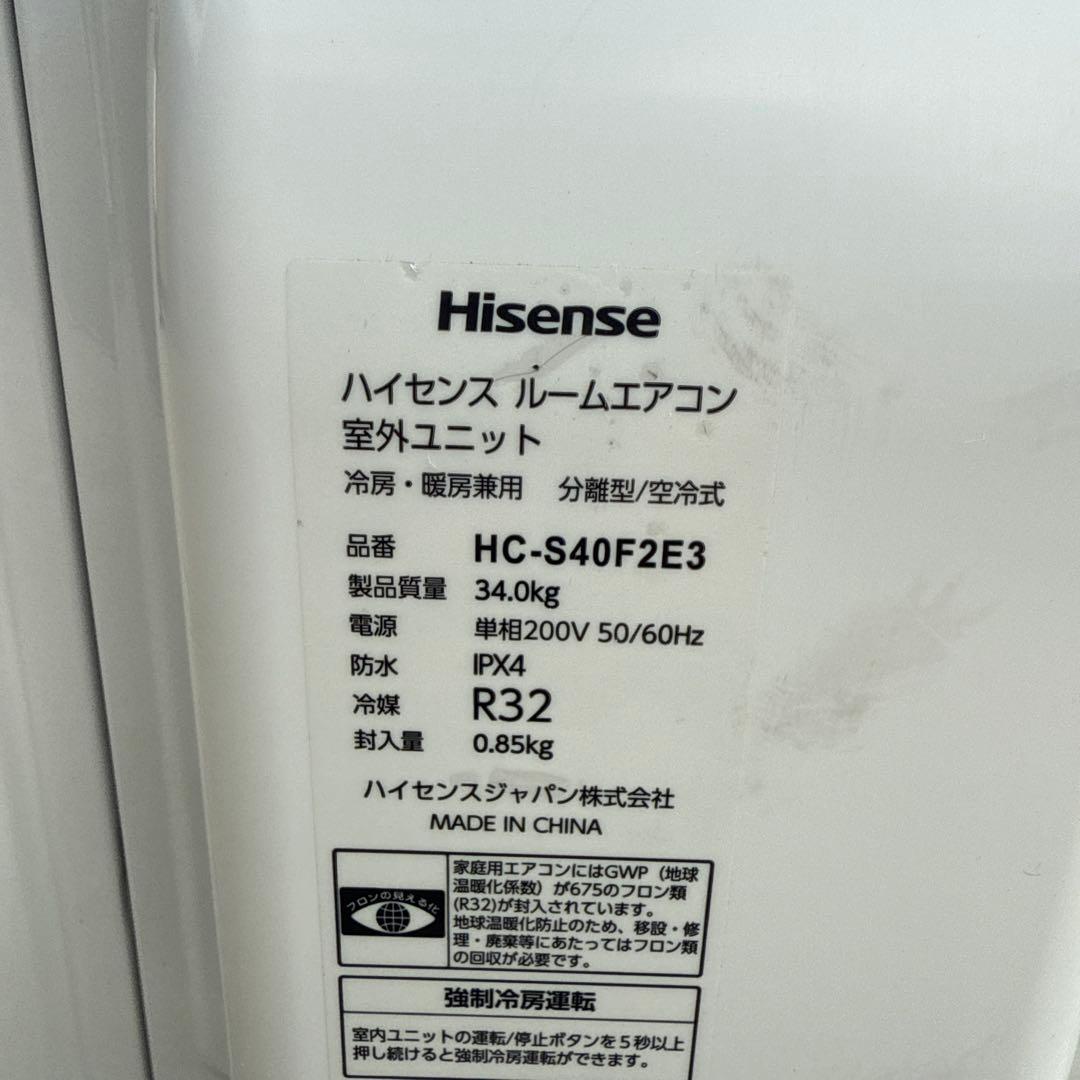 Hisense
ハイセンス ルームエアコン
室外ユニット
冷房・暖房兼用 分離型/空冷式
品番 HC-S40F2E3
製品質量 34.0kg
電源 単相200V 50/60Hz
防水 IPX4
冷媒 R32
封入量 0.85kg
ハイセンスジャパン株式会社
MADE IN CHINA
フロンの見える化
家庭用エアコンにはGWP（地球
温暖化係数）が675のフロン類
(R32)が封入されています。
地球温暖化防止のため、移設・修
理・廃棄等にあたってはフロン類
の回収が必要です。
強制冷房運転
室内ユニットの運転/停止ボタンを５秒以上
押し続けると強制冷房運転ができます。